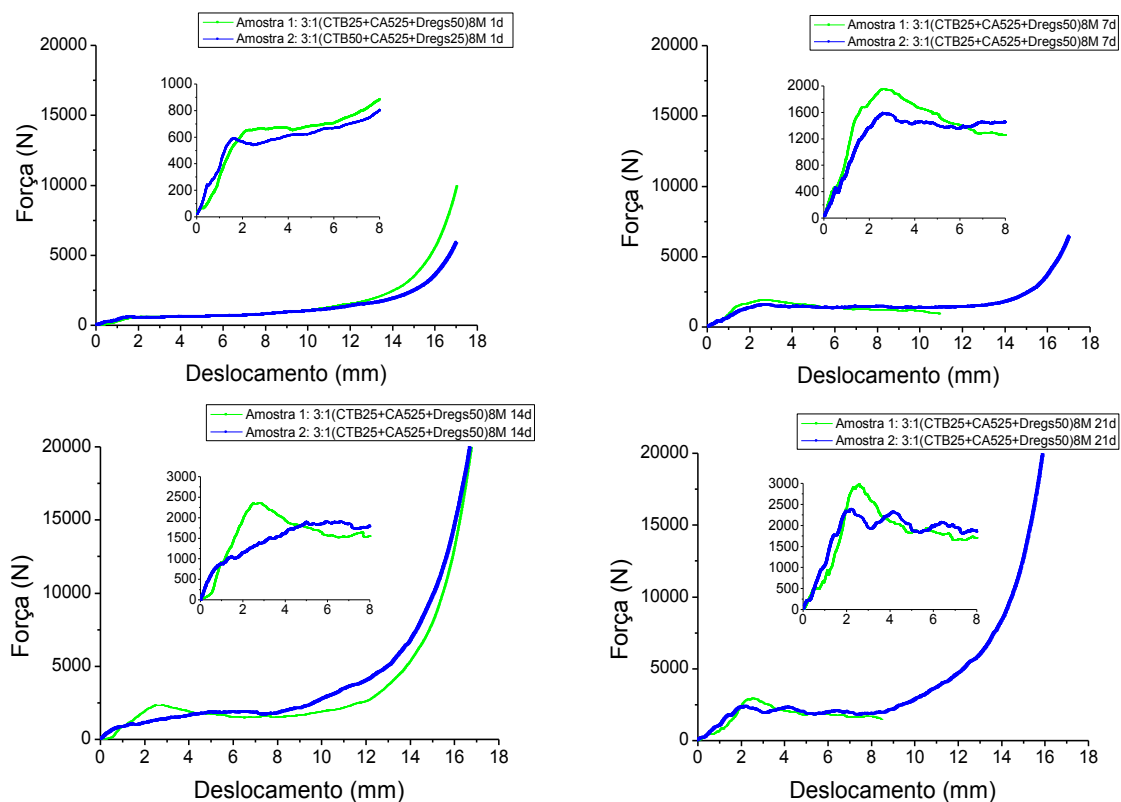 Amostra 1: 3:1(CTB25+CA525+Dregs50)8M 1d
Amostra 2: 3:1(CTB50+CA525+Dregs25)8M 1d
20000
15000
10000
5000
0
Força (N)
1000
800
600
400
200
0
0 2 4 6 8
0 2 4 6 8 10 12 14 16 18
Deslocamento (mm)
Amostra 1: 3:1(CTB25+CA525+Dregs50)8M 7d
Amostra 2: 3:1(CTB25+CA525+Dregs50)8M 7d
20000
15000
10000
5000
0
Força (N)
2000
1600
1200
800
400
0
0 2 4 6 8
0 2 4 6 8 10 12 14 16 18
Deslocamento (mm)
Amostra 1: 3:1(CTB25+CA525+Dregs50)8M 14d
Amostra 2: 3:1(CTB25+CA525+Dregs50)8M 14d
20000
15000
10000
5000
0
Força (N)
3000
2500
2000
1500
1000
500
0
0 2 4 6 8
0 2 4 6 8 10 12 14 16 18
Deslocamento (mm)
Amostra 1: 3:1(CTB25+CA525+Dregs50)8M 21d
Amostra 2: 3:1(CTB25+CA525+Dregs50)8M 21d
20000
15000
10000
5000
0
Força (N)
3000
2500
2000
1500
1000
500
0
0 2 4 6 8
0 2 4 6 8 10 12 14 16 18
Deslocamento (mm)